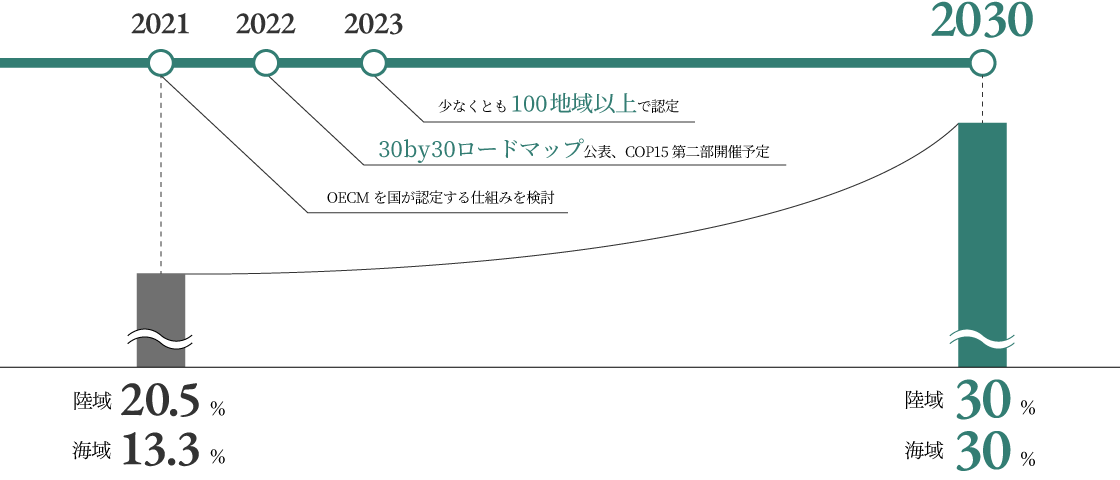 2021 2022 2023 2030
少なくとも 100地域以上で認定
30by30ロードマップ公表、COP15 第二部開催予定
OECM を国が認定する仕組みを検討
陸域 20.5 %
海域 13.3 %
陸域 30 %
海域 30 %